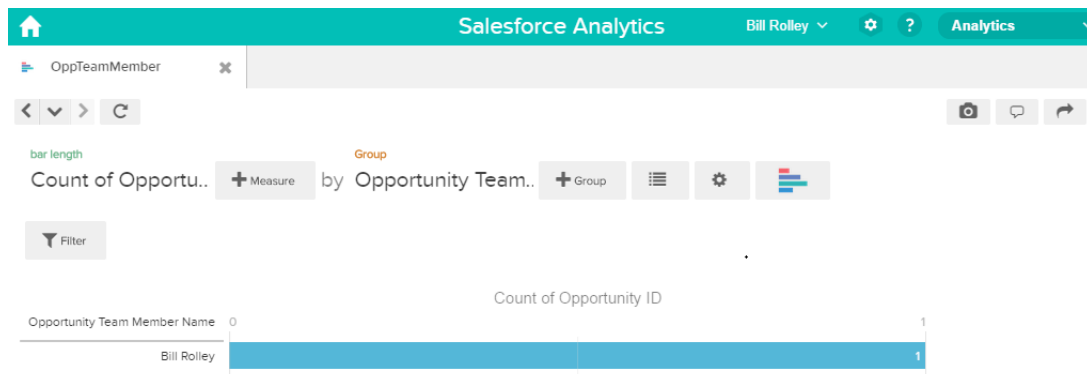 Salesforce Analytics Bill Rolley ? Analytics
OppTeamMember
bar length Group
Count of Opportu.. Measure by Opportunity Team.. Group
Filter
Count of Opportunity ID
Opportunity Team Member Name 0 1
Bill Rolley 1